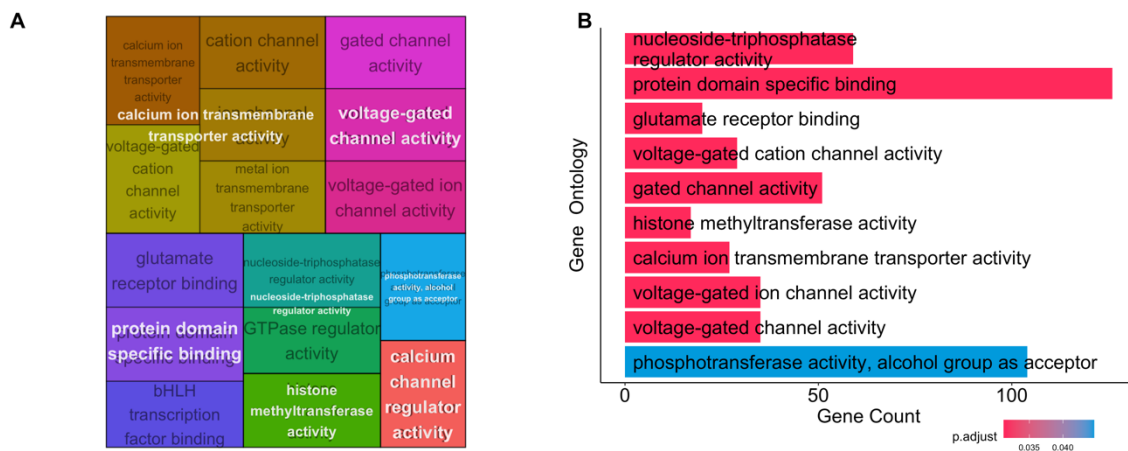 A
calcium ion
transmembrane
transporter
activity
cation channel
activity
gated channel
activity
calcium ion transmembrane
transporter activity
ion channel
activity
voltage-gated
channel activity
voltage-gated
cation
channel
activity
metal ion
transmembrane
transporter
activity
voltage-gated ion
channel activity
glutamate
receptor binding
nucleoside-triphosphatase
regulator activity
nucleoside-triphosphatase
regulator activity
phosphotransferase
activity, alcohol
group as acceptor
protein domain
specific binding
GTPase regulator
activity
calcium
channel
regulator
activity
bHLH
transcription
factor binding
histone
methyltransferase
activity
B
Gene Ontology
nucleoside-triphosphatase
regulator activity
protein domain specific binding
glutamate receptor binding
voltage-gated cation channel activity
gated channel activity
histone methyltransferase activity
calcium ion transmembrane transporter activity
voltage-gated ion channel activity
voltage-gated channel activity
phosphotransferase activity, alcohol group as acceptor
0 50 100
Gene Count
p.adjust
0.035 0.040